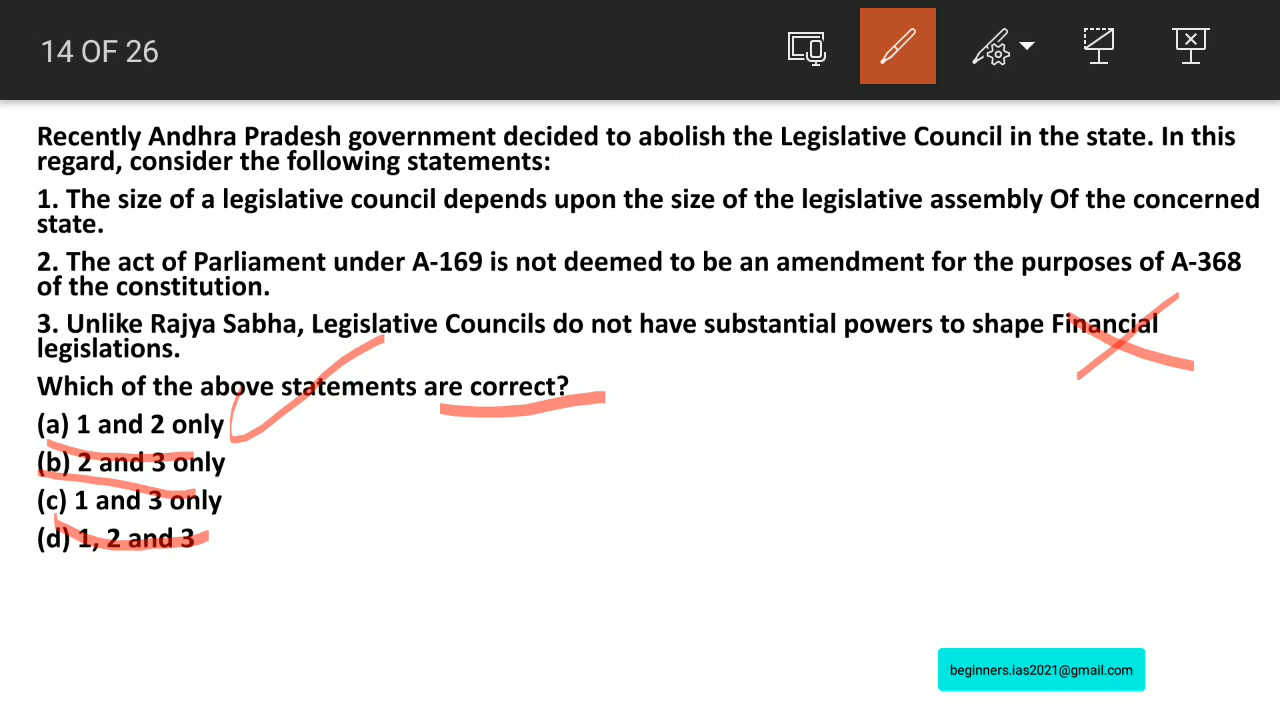 14 OF 26
Recently Andhra Pradesh government decided to abolish the Legislative Council in the state. In this
regard, consider the following statements:
1. The size of a legislative council depends upon the size of the legislative assembly Of the concerned
state.
2. The act of Parliament under A-169 is not deemed to be an amendment for the purposes of A-368
of the constitution.
3. Unlike Rajya Sabha, Legislative Councils do not have substantial powers to shape Financial
legislations.
Which of the above statements are correct?
(a) 1 and 2 only
(b) 2 and 3 only
(c) 1 and 3 only
(d) 1, 2 and 3
beginners.ias2021@gmail.com